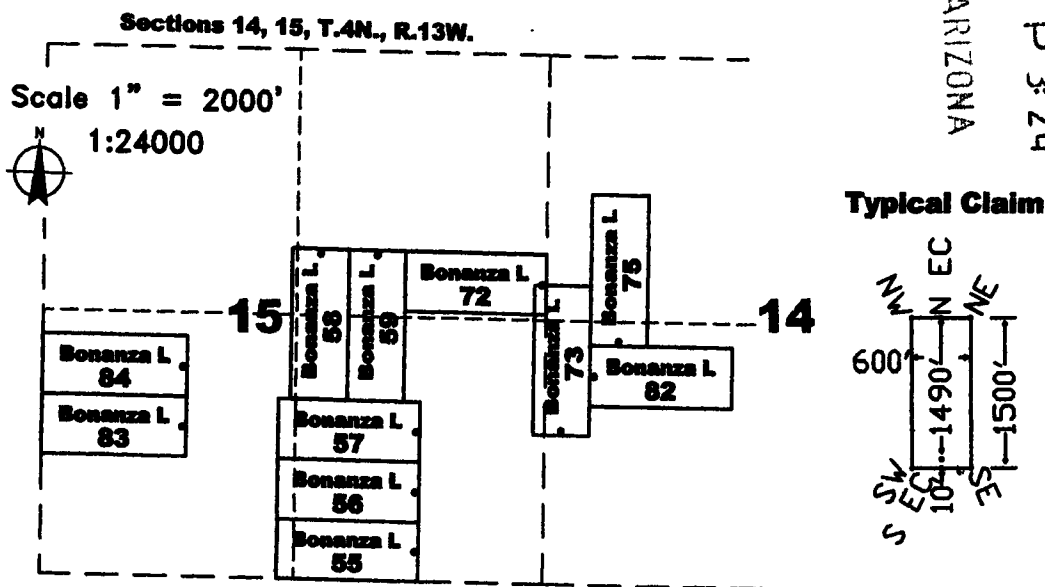 Sections 14, 15, T.4N., R.13W.
Scale 1" = 2000'
1:24000
N
ARIZONA
P 3:24
Typical Claim
Bonanza L
75
Bonanza L
58
Bonanza L
59
Bonanza L
72
15
14
Bonanza L
73
Bonanza L
82
Bonanza L
84
Bonanza L
83
Bonanza L
57
Bonanza L
56
Bonanza L
55
NW
N EC
NE
600'
1490'
1500'
SW
S EC
10'
SE